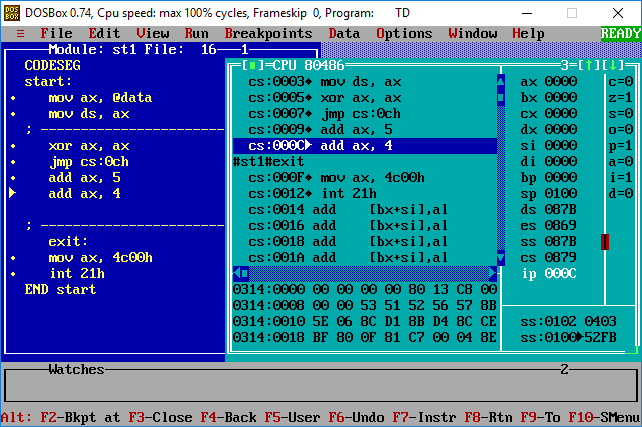 DOSBox 0.74, Cpu speed: max 100% cycles, Frameskip 0, Program: TD
≡ File Edit View Run Breakpoints Data Options Window Help READY
Module: st1 File: 16 1
CODESEG
start:
mov ax, @data
mov ds, ax
; ------------------------
xor ax, ax
jmp cs:0ch
add ax, 5
add ax, 4
; ------------------------
exit:
mov ax, 4c00h
int 21h
END start
[■]=CPU 80486 3=[↑][↓]
cs:0003♦ mov ds, ax
cs:0005♦ xor ax, ax
cs:0007♦ jmp cs:0ch
cs:0009♦ add ax, 5
cs:000C► add ax, 4
#st1#exit
cs:000F♦ mov ax, 4c00h
cs:0012♦ int 21h
cs:0014 add [bx+si],al
cs:0016 add [bx+si],al
cs:0018 add [bx+si],al
cs:001A add [bx+si],al
ax 0000 c=0
bx 0000 z=1
cx 0000 s=0
dx 0000 o=0
si 0000 p=1
di 0000 a=0
bp 0000 i=1
sp 0100 d=0
ds 087B
es 0869
ss 087B
cs 0879
ip 000C
0314:0000 00 00 00 00 80 13 C8 00
0314:0008 00 00 53 51 52 56 57 8B
0314:0010 5E 06 8C D1 8B D4 8C CE
0314:0018 BF 80 0F 81 C7 00 04 8E
ss:0102 0403
ss:0100►52FB
Watches 2
Alt: F2-Bkpt at F3-Close F4-Back F5-User F6-Undo F7-Instr F8-Rtn F9-To F10-SMenu